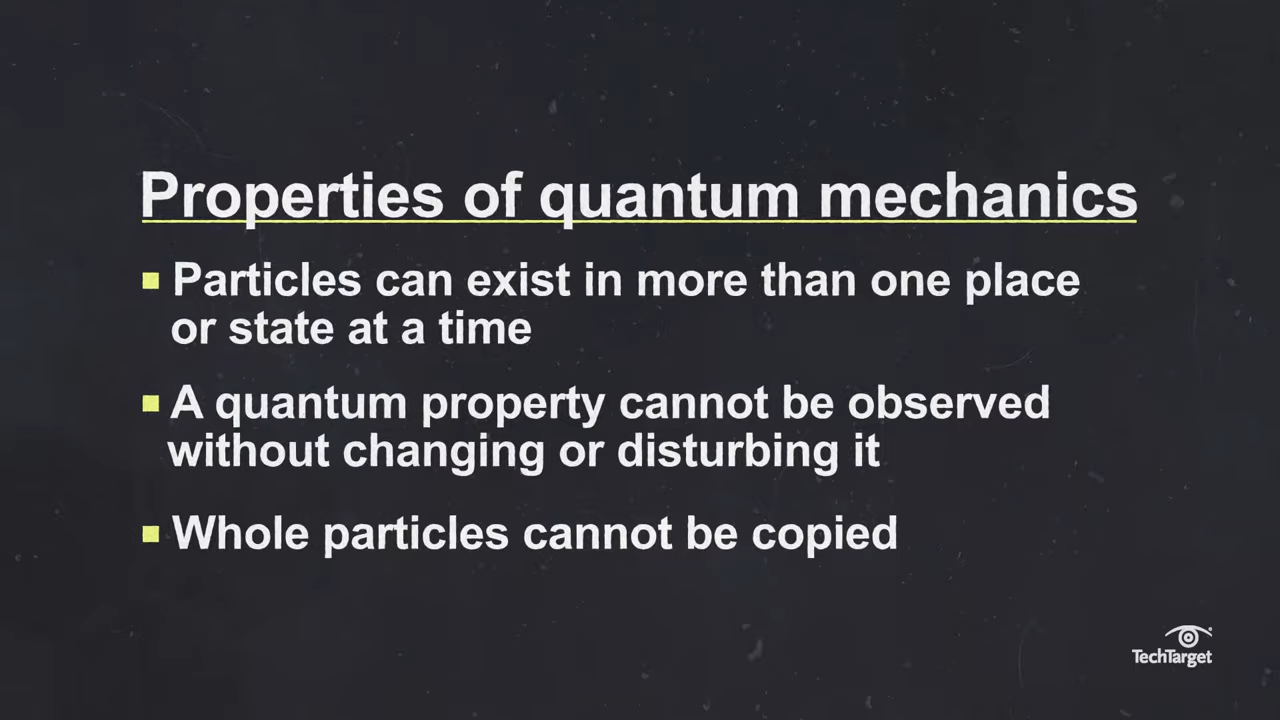 Properties of quantum mechanics
Particles can exist in more than one place
or state at a time
A quantum property cannot be observed
without changing or disturbing it
Whole particles cannot be copied
TechTarget